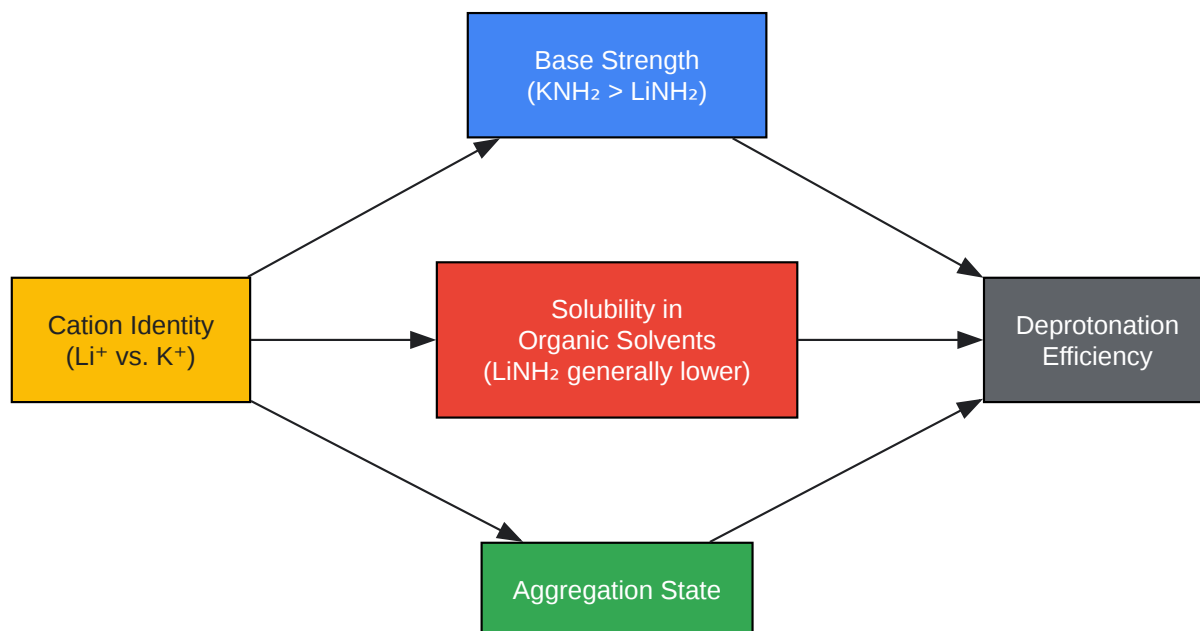 Base Strength
(KNH₂ > LiNH₂)
Cation Identity
(Li⁺ vs. K⁺)
Solubility in
Organic Solvents
(LiNH₂ generally lower)
Deprotonation
Efficiency
Aggregation State